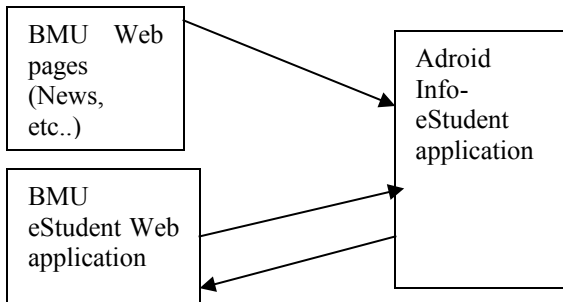 BMU Web
pages
(News,
etc..)
Adroid
Info-
eStudent
application
BMU
eStudent Web
application